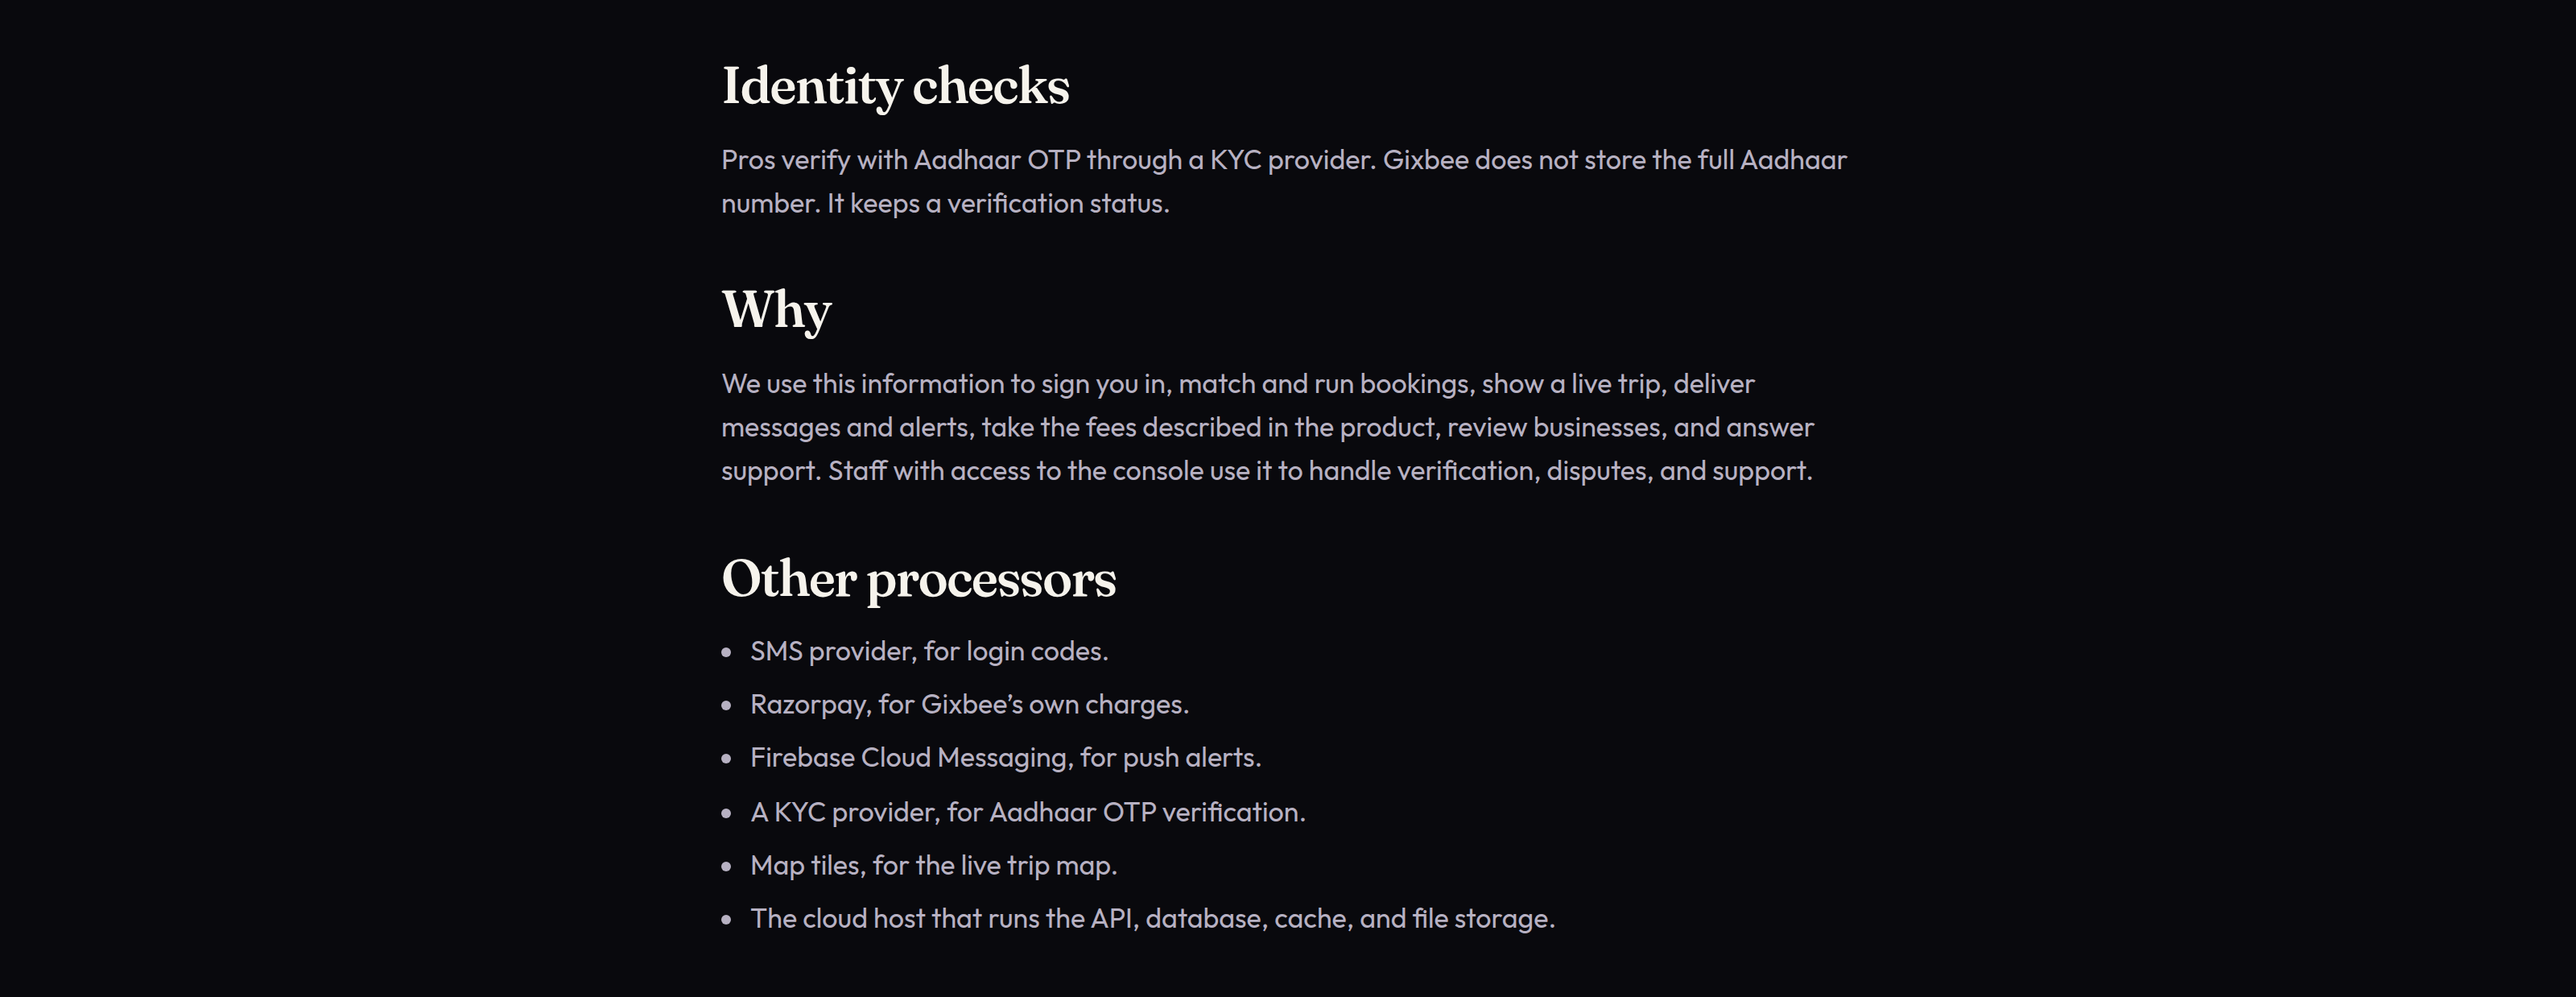 Identity checks
Pros verify with Aadhaar OTP through a KYC provider. Gixbee does not store the full Aadhaar
number. It keeps a verification status.
Why
We use this information to sign you in, match and run bookings, show a live trip, deliver
messages and alerts, take the fees described in the product, review businesses, and answer
support. Staff with access to the console use it to handle verification, disputes, and support.
Other processors
• SMS provider, for login codes.
• Razorpay, for Gixbee’s own charges.
• Firebase Cloud Messaging, for push alerts.
• A KYC provider, for Aadhaar OTP verification.
• Map tiles, for the live trip map.
• The cloud host that runs the API, database, cache, and file storage.